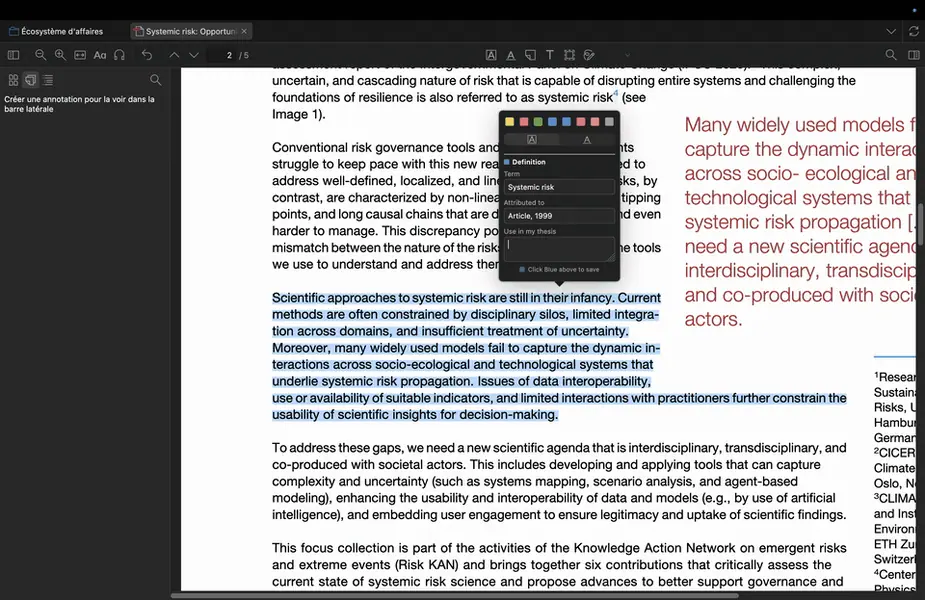 Écosystème d'affaires
Systemic risk: Opportuni
2 / 5
Aa
A
A
T
Créer une annotation pour la voir dans la
barre latérale
uncertain, and cascading nature of risk that is capable of disrupting entire systems and challenging the
foundations of resilience is also referred to as systemic risk4 (see
Image 1).
Conventional risk governance tools and
struggle to keep pace with this new rea
address well-defined, localized, and line
contrast, are characterized by non-linea
points, and long causal chains that are d
harder to manage. This discrepancy po
mismatch between the nature of the risks
we use to understand and address ther
nts
ed to
sks, by
tipping
nd even
ne tools
A
A
Definition
Term
Systemic risk
Attributed to
Article, 1999
Use in my thesis
Click Blue above to save
Scientific approaches to systemic risk are still in their infancy. Current
methods are often constrained by disciplinary silos, limited integra-
tion across domains, and insufficient treatment of uncertainty.
Moreover, many widely used models fail to capture the dynamic in-
teractions across socio-ecological and technological systems that
underlie systemic risk propagation. Issues of data interoperability,
use or availability of suitable indicators, and limited interactions with practitioners further constrain the
usability of scientific insights for decision-making.
To address these gaps, we need a new scientific agenda that is interdisciplinary, transdisciplinary, and
co-produced with societal actors. This includes developing and applying tools that can capture
complexity and uncertainty (such as systems mapping, scenario analysis, and agent-based
modeling), enhancing the usability and interoperability of data and models (e.g., by use of artificial
intelligence), and embedding user engagement to ensure legitimacy and uptake of scientific findings.
This focus collection is part of the activities of the Knowledge Action Network on emergent risks
and extreme events (Risk KAN) and brings together six contributions that critically assess the
current state of systemic risk science and propose advances to better support governance and
Many widely used models f
capture the dynamic interac
across socio- ecological an
technological systems that
systemic risk propagation [.
need a new scientific agend
interdisciplinary, transdiscip
and co-produced with socie
actors.
1Resear
Sustaina
Risks, U
Hambur
German
2CICER
Climate
Oslo, No
3CLIMA
and Inst
Environ
ETH Zur
Switzerl
4Center
Physics